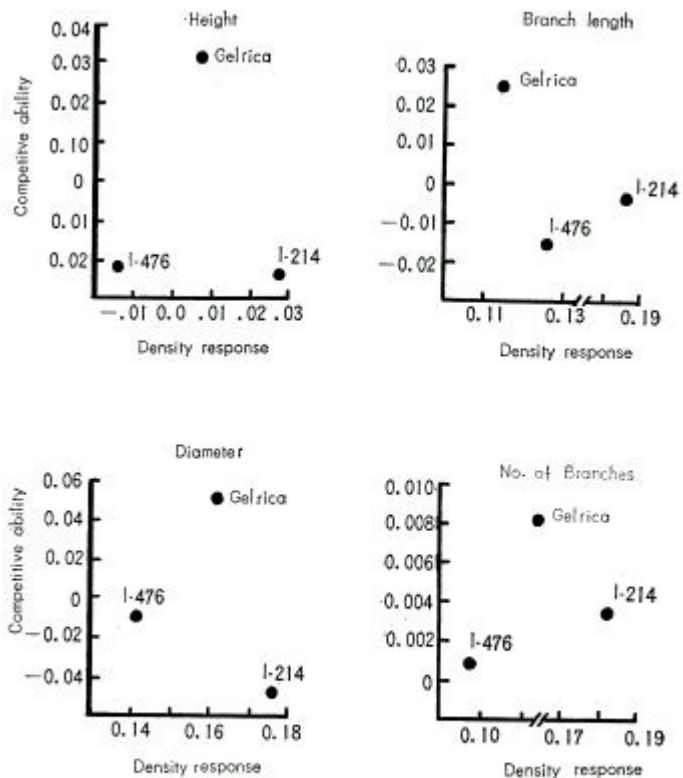 Height
0.04
0.03
0.02
0.10
0
0.01
0.02
Competitive ability
Gelrica
I-476
I-214
-.01 0.0 .01 .02 .03
Density response
Branch length
0.03
0.02
0.01
0
-0.01
-0.02
Gelrica
I-214
I-476
0.11 0.13 0.19
Density response
Diameter
0.06
0.04
0
-0.02
-0.04
Competitive ability
Gelrica
I-476
I-214
0.14 0.16 0.18
Density response
No. of Branches
0.010
0.008
0.006
0.004
0.002
0
Gelrica
I-214
I-476
0.10 0.17 0.19
Density response